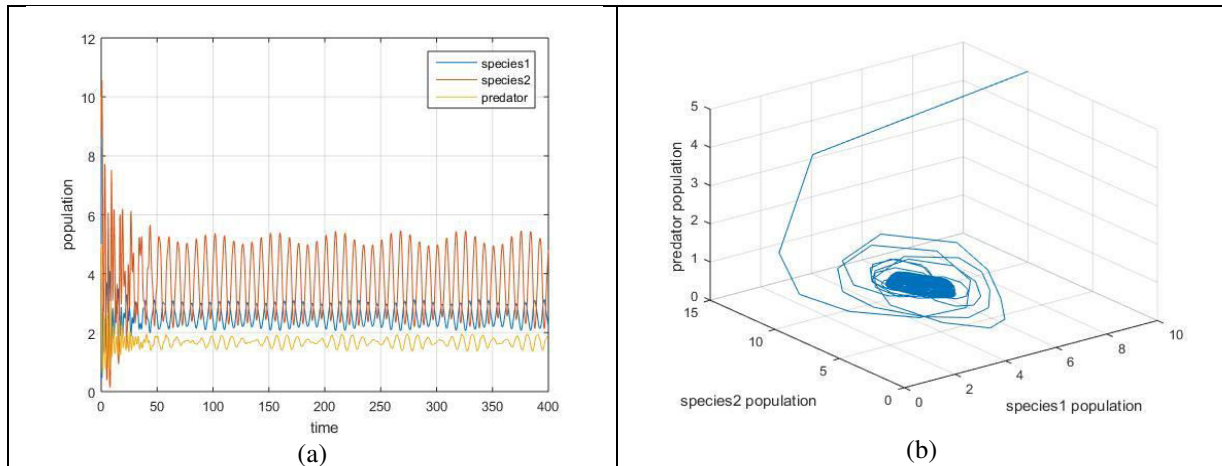 12
10
8
6
4
2
0
population
0 50 100 150 200 250 300 350 400
time
species1
species2
predator
(a)
5
4
3
2
1
0
predator population
15
10
5
0
species2 population
0
2
4
6
8
10
species1 population
(b)